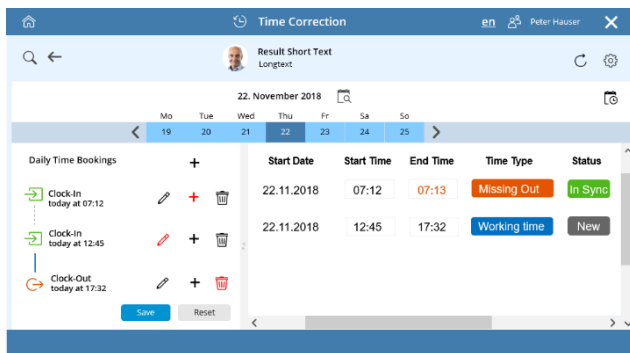 Time Correction en Peter Hauser
Result Short Text
Longtext
22. November 2018
Mo Tue Wed Thu Fr Sa So
19 20 21 22 23 24 25
Daily Time Bookings
Clock-In
today at 07:12
Clock-In
today at 12:45
Clock-Out
today at 17:32
Save Reset
Start Date Start Time End Time Time Type Status
22.11.2018 07:12 07:13 Missing Out In Sync
22.11.2018 12:45 17:32 Working time New